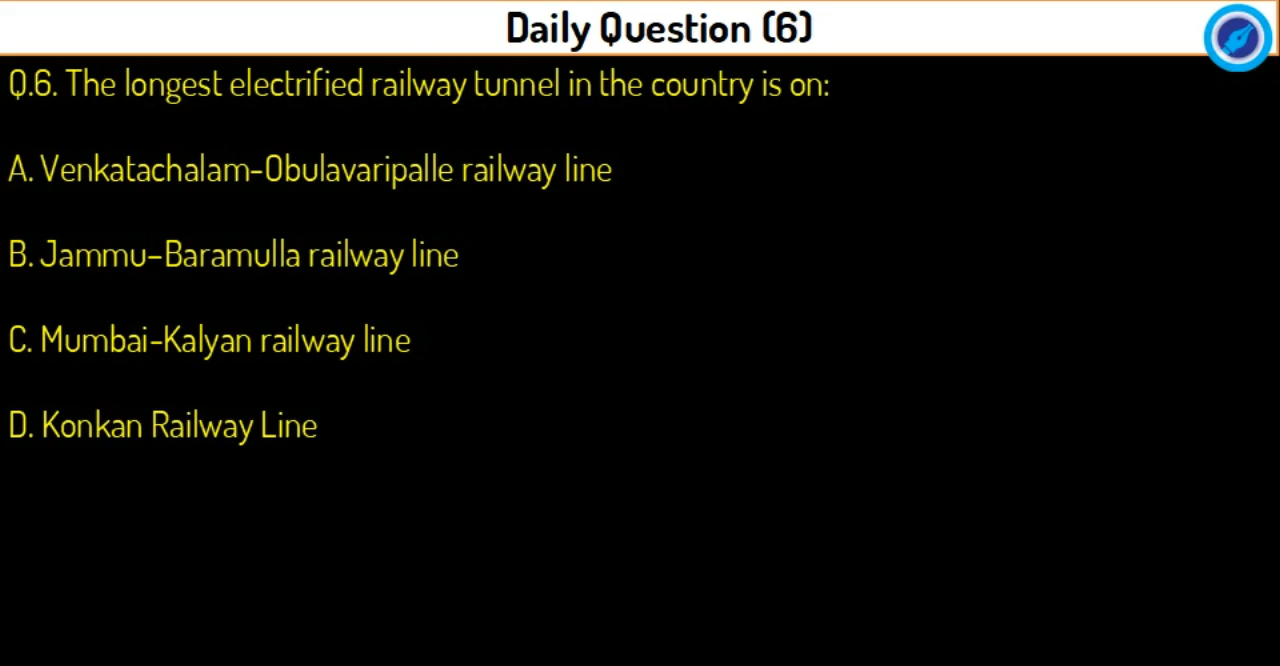 Daily Question (6)
Q.6. The longest electrified railway tunnel in the country is on:
A. Venkatachalam-Obulavaripalle railway line
B. Jammu-Baramulla railway line
C. Mumbai-Kalyan railway line
D. Konkan Railway Line